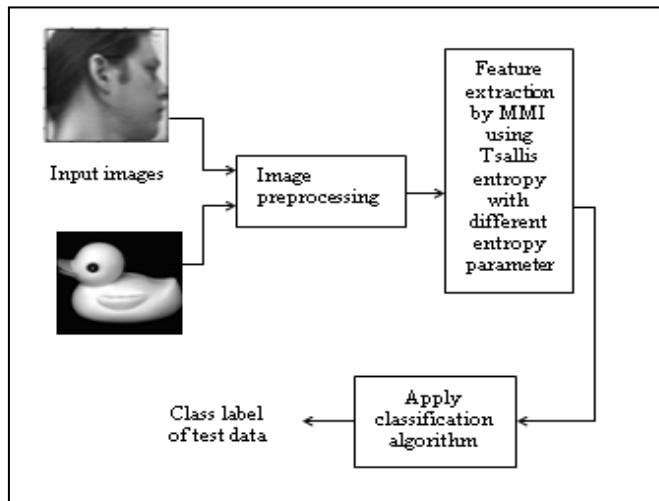 Input images
Image
preprocessing
Feature
extraction
by MMI
using
Tsallis
entropy
with
different
entropy
parameter
Apply
classification
algorithm
Class label
of test data